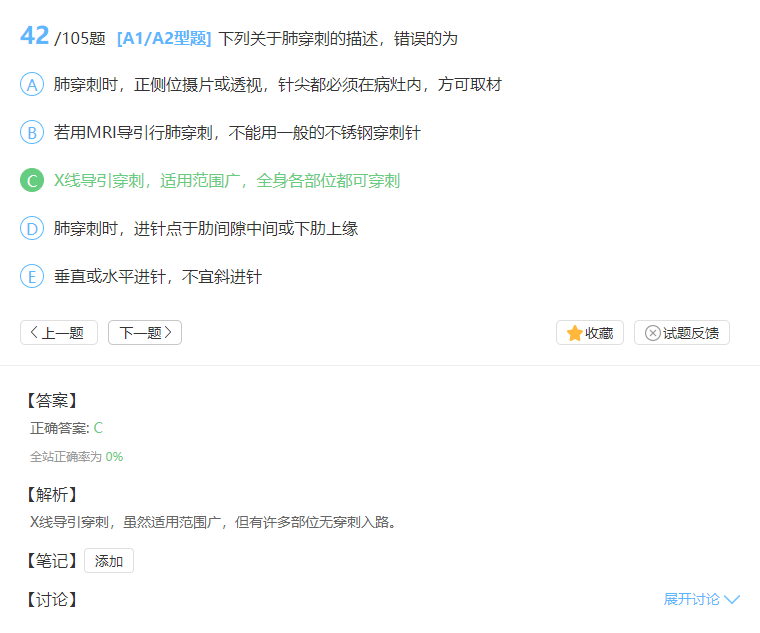 42 /105题 [A1/A2型题] 下列关于肺穿刺的描述，错误的为
A 肺穿刺时，正侧位摄片或透视，针尖都必须在病灶内，方可取材
B 若用MRI导引行肺穿刺，不能用一般的不锈钢穿刺针
C X线导引穿刺，适用范围广，全身各部位都可穿刺
D 肺穿刺时，进针点于肋间隙中间或下肋上缘
E 垂直或水平进针，不宜斜进针
上一题 下一题 收藏 试题反馈
【答案】
正确答案: C
全站正确率为 0%
【解析】
X线导引穿刺，虽然适用范围广，但有许多部位无穿刺入路。
【笔记】 添加
【讨论】 展开讨论